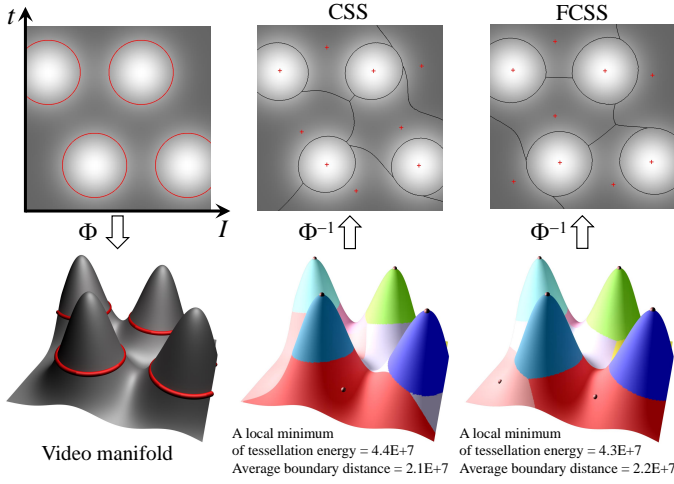 CSS
FCSS
t
I
Φ
Φ⁻¹
Φ⁻¹
Video manifold
A local minimum
of tessellation energy = 4.4E+7
Average boundary distance = 2.1E+7
A local minimum
of tessellation energy = 4.3E+7
Average boundary distance = 2.2E+7